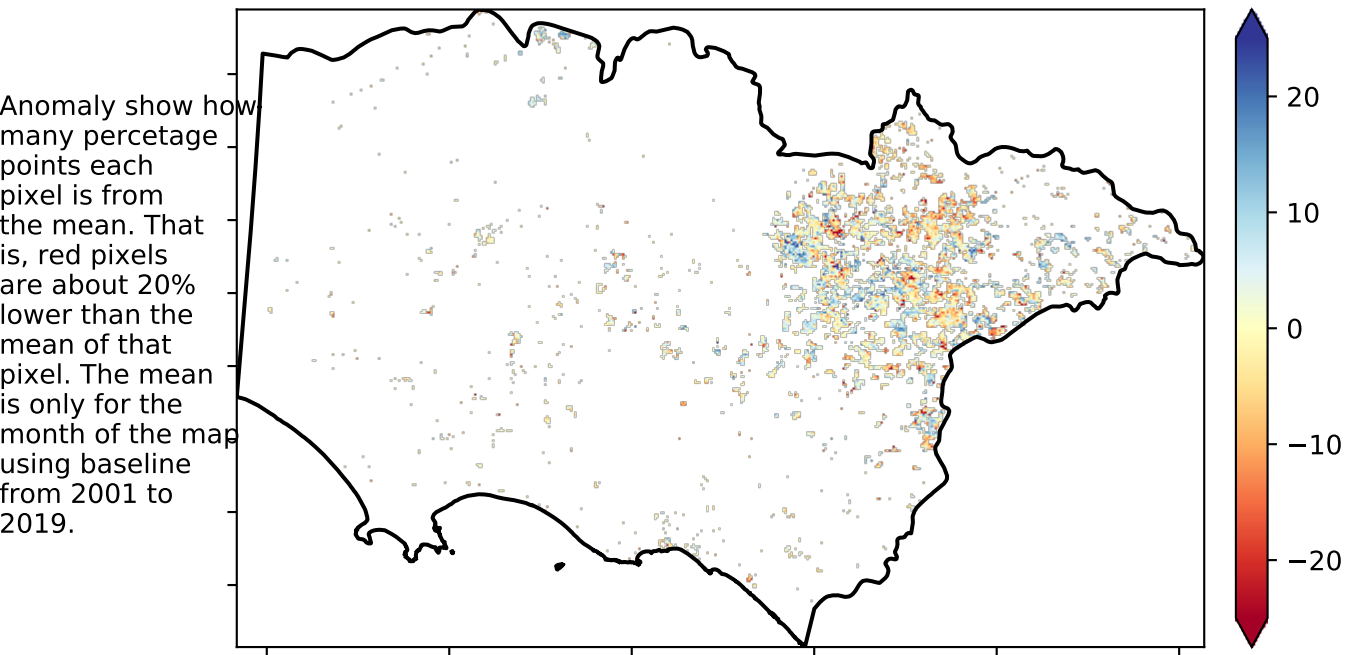 Anomaly show how
many percetage
points each
pixel is from
the mean. That
is, red pixels
are about 20%
lower than the
mean of that
pixel. The mean
is only for the
month of the map
using baseline
from 2001 to
2019.
20
10
0
−10
−20